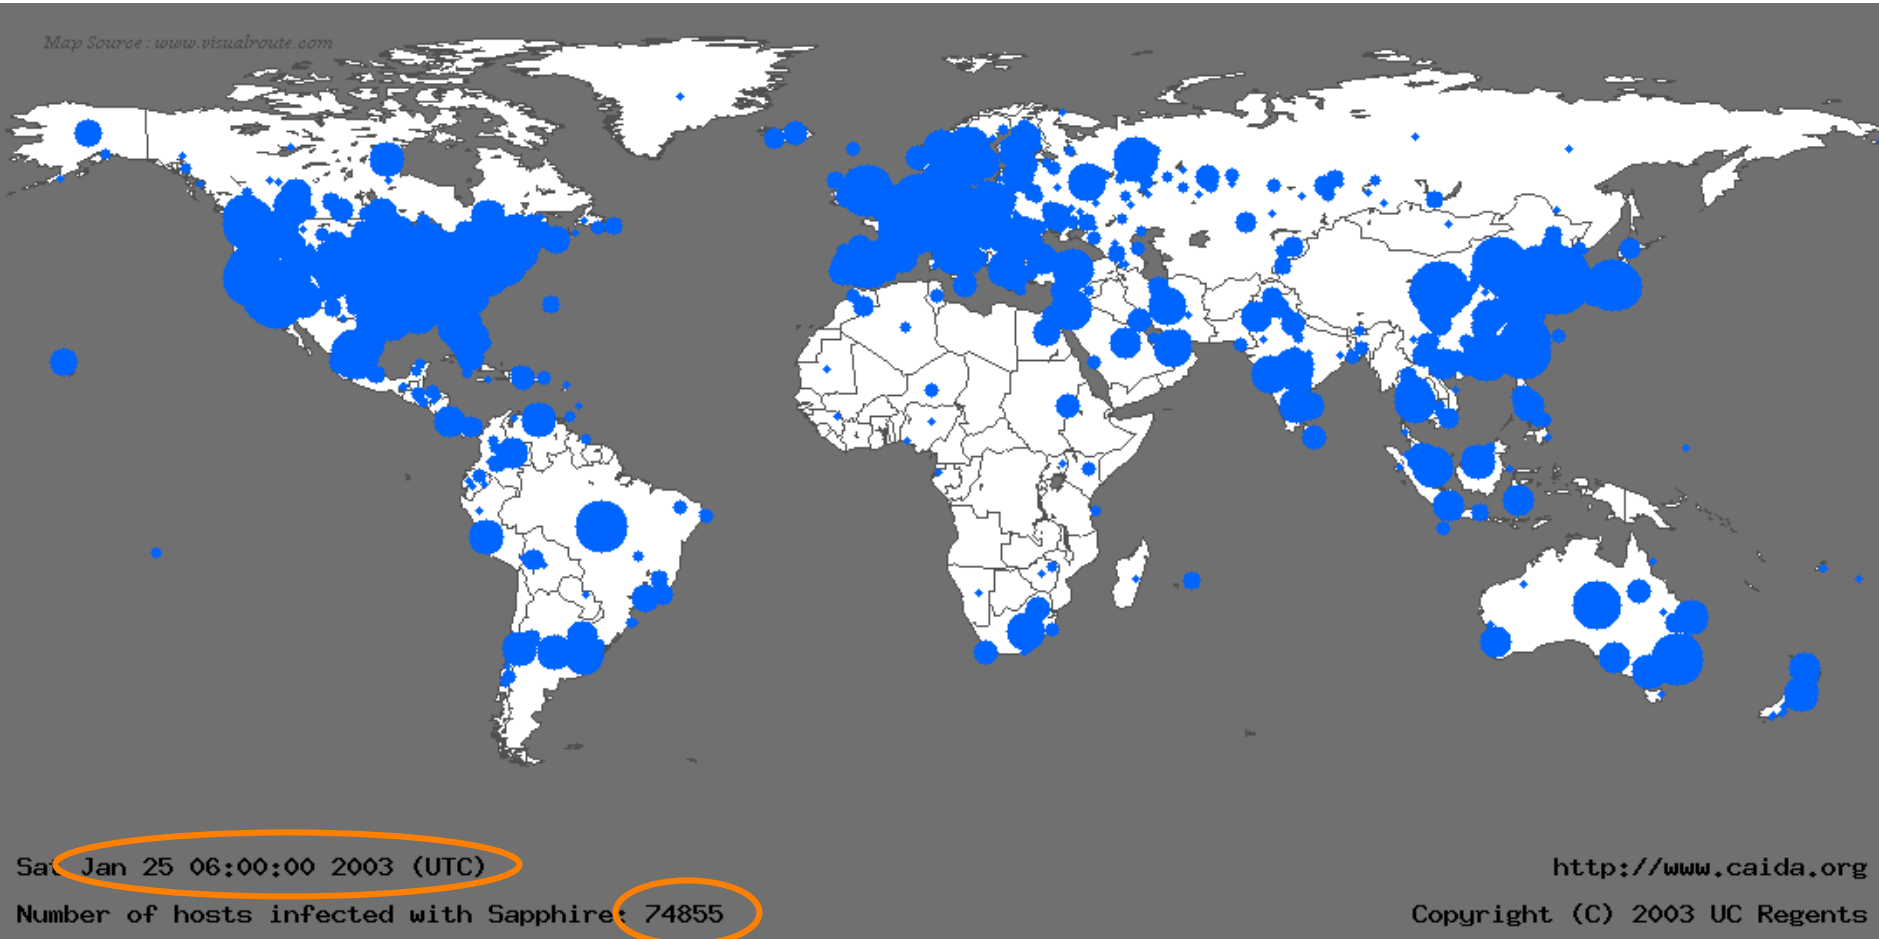 Map Source : www.visualroute.com
Sat Jan 25 06:00:00 2003 (UTC)
http://www.caida.org
Number of hosts infected with Sapphire: 74855
Copyright (C) 2003 UC Regents